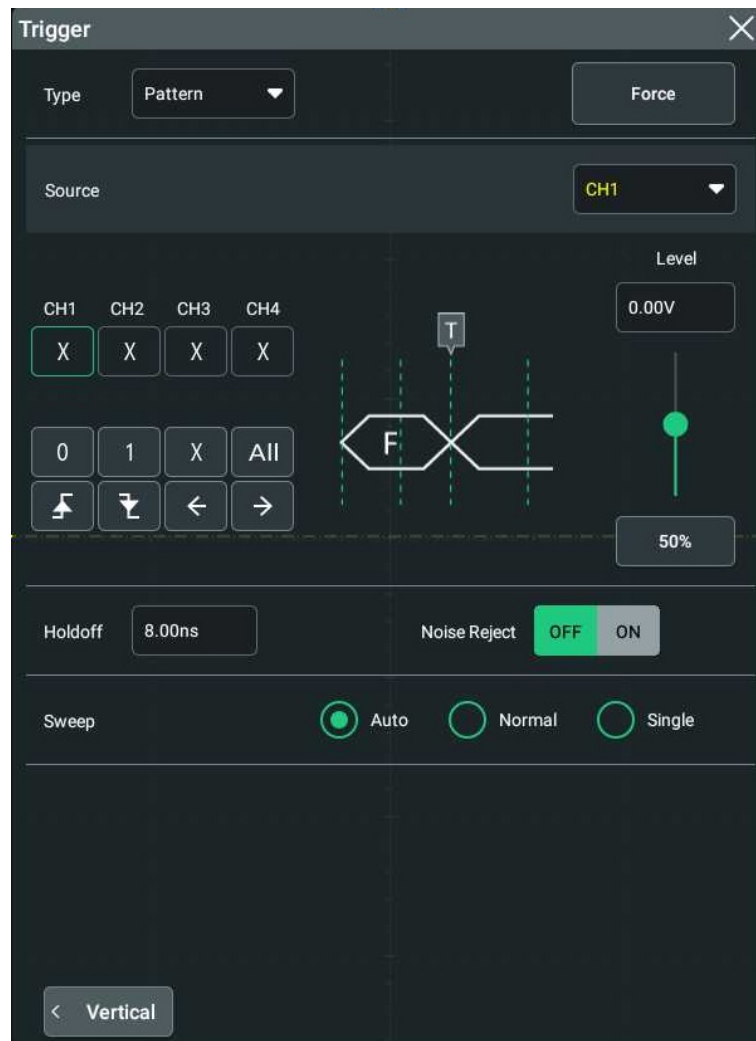 Trigger
Type Pattern Force
Source CH1
Level
CH1 CH2 CH3 CH4 0.00V
X X X X T
0 1 X All F
50%
Holdoff 8.00ns Noise Reject OFF ON
Sweep Auto Normal Single
Vertical